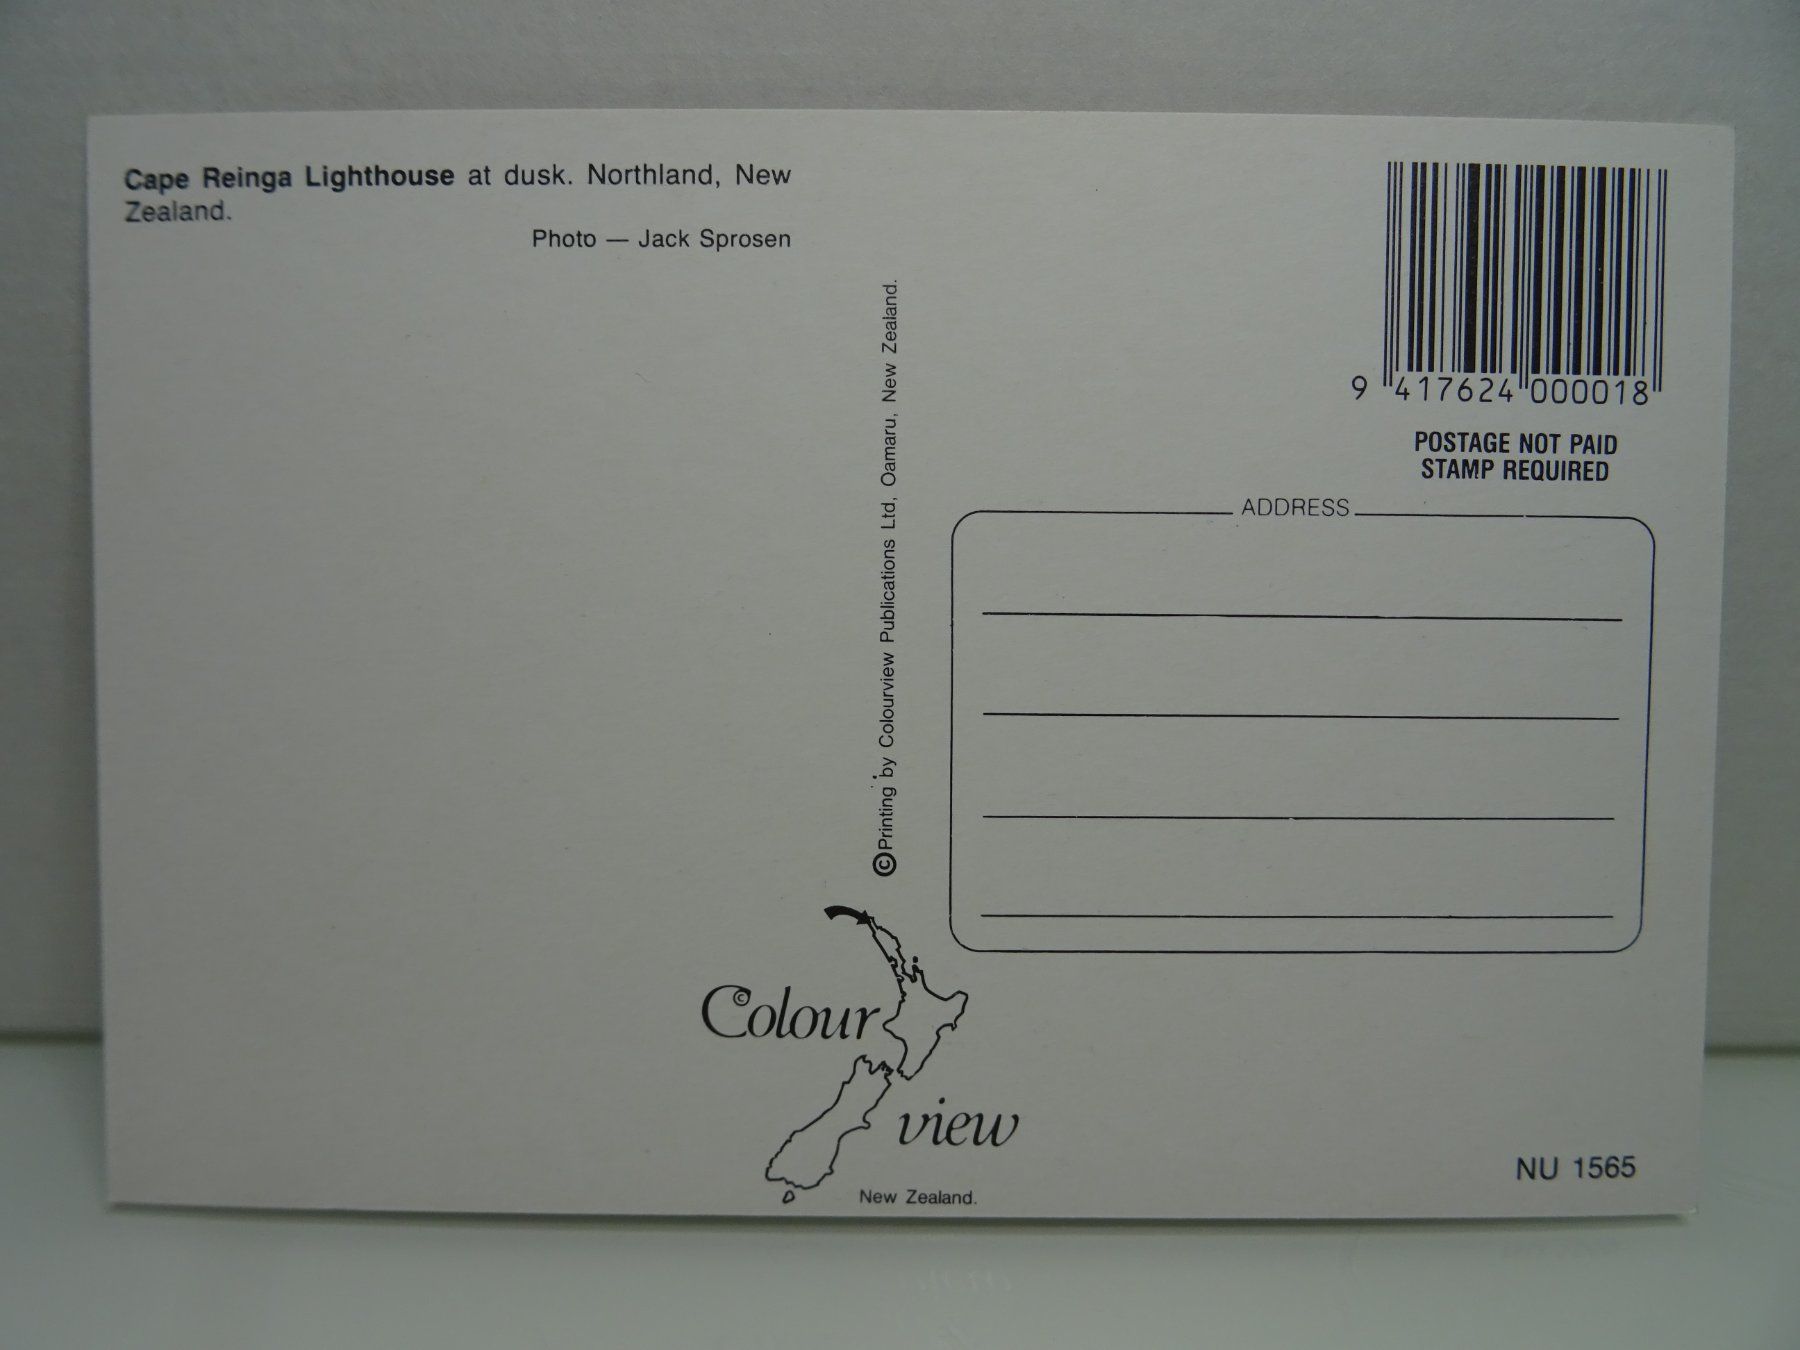 Cape Reinga Lighthouse at dusk. Northland, New
Zealand.
Photo — Jack Sprosen
©Printing by Colourview Publications Ltd, Oamaru, New Zealand.
9 417624 000018
POSTAGE NOT PAID
STAMP REQUIRED
ADDRESS
©
Colour
view
New Zealand.
NU 1565